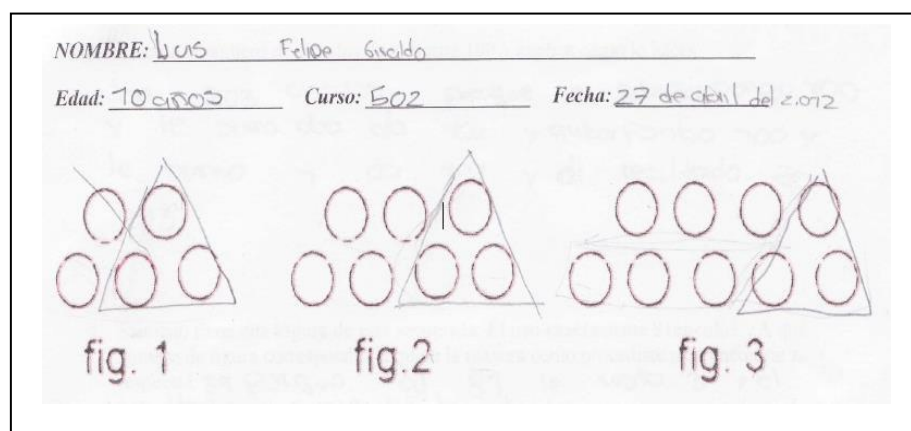 NOMBRE: Luis Felipe Giraldo
Edad: 10 años Curso: 502 Fecha: 27 de abril del 2.012
fig. 1 fig.2 fig. 3